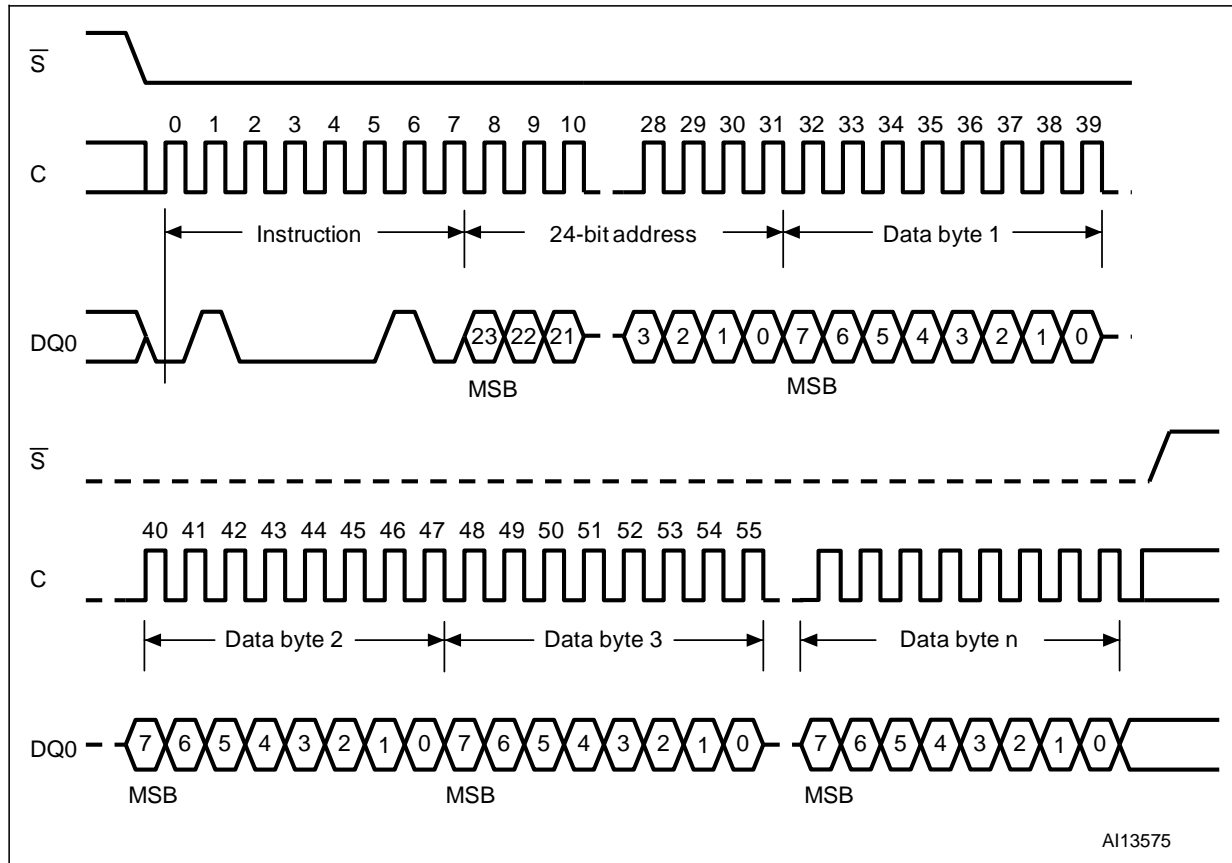 S̅
0 1 2 3 4 5 6 7 8 9 10 28 29 30 31 32 33 34 35 36 37 38 39
C
Instruction 24-bit address Data byte 1
DQ0 23 22 21 3 2 1 0 7 6 5 4 3 2 1 0
MSB MSB
S̅
40 41 42 43 44 45 46 47 48 49 50 51 52 53 54 55
C
Data byte 2 Data byte 3 Data byte n
DQ0 7 6 5 4 3 2 1 0 7 6 5 4 3 2 1 0 7 6 5 4 3 2 1 0
MSB MSB MSB
AI13575